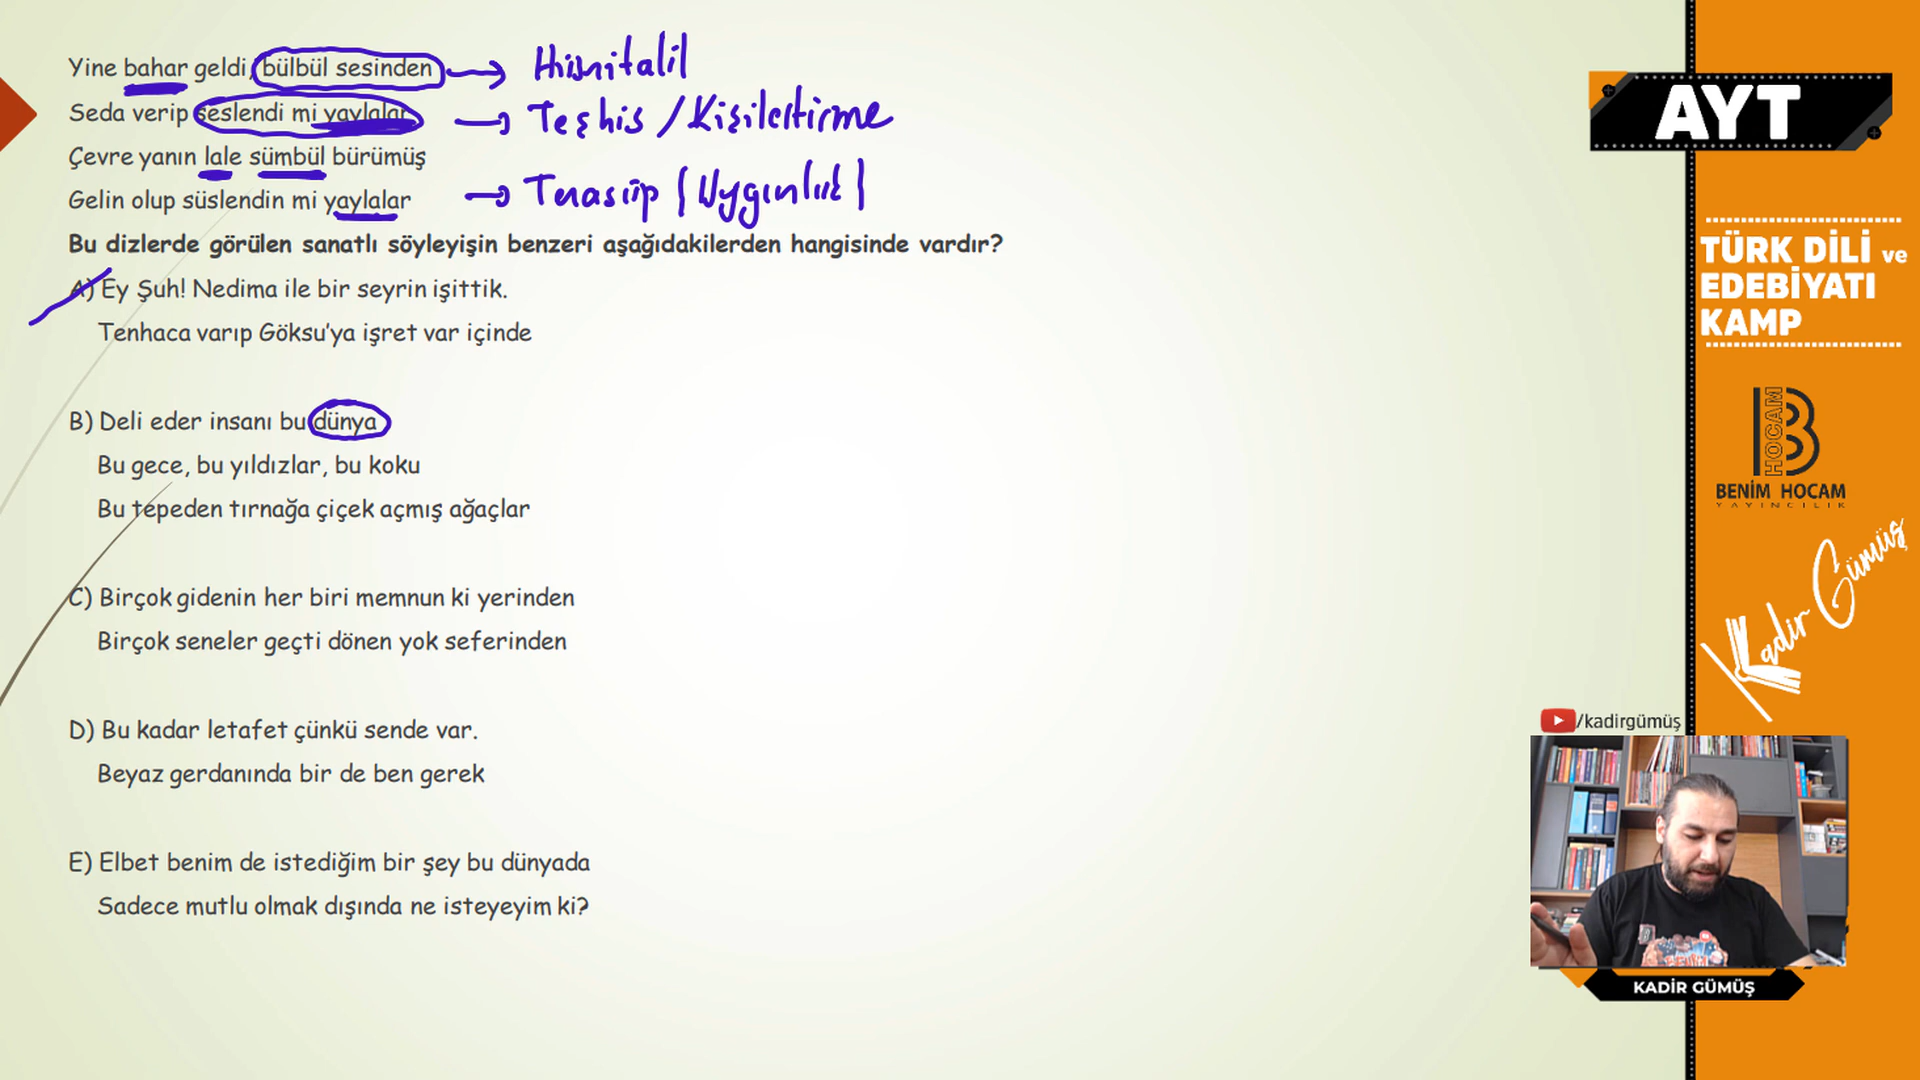 Yine bahar geldi, bülbül sesinden → Hüsnitalil
Seda verip seslendi mi yaylalar → Teşhis / Kişileştirme
Çevre yanın lale sümbül bürümüş
Gelin olup süslendin mi yaylalar → Tenasüp (Uygunluk)
Bu dizlerde görülen sanatlı söyleyişin benzeri aşağıdakilerden hangisinde vardır?
A) Ey Şuh! Nedima ile bir seyrin işittik.
Tenhaca varıp Göksu'ya işret var içinde
B) Deli eder insanı bu dünya
Bu gece, bu yıldızlar, bu koku
Bu tepeden tırnağa çiçek açmış ağaçlar
C) Birçok gidenin her biri memnun ki yerinden
Birçok seneler geçti dönen yok seferinden
D) Bu kadar letafet çünkü sende var.
Beyaz gerdanında bir de ben gerek
E) Elbet benim de istediğim bir şey bu dünyada
Sadece mutlu olmak dışında ne isteyeyim ki?
AYT
TÜRK DİLİ ve
EDEBİYATI
KAMP
B HOCAM
BENİM HOCAM
YAYINCILIK
Kadir Gümüş
/kadirgümüş
KADİR GÜMÜŞ